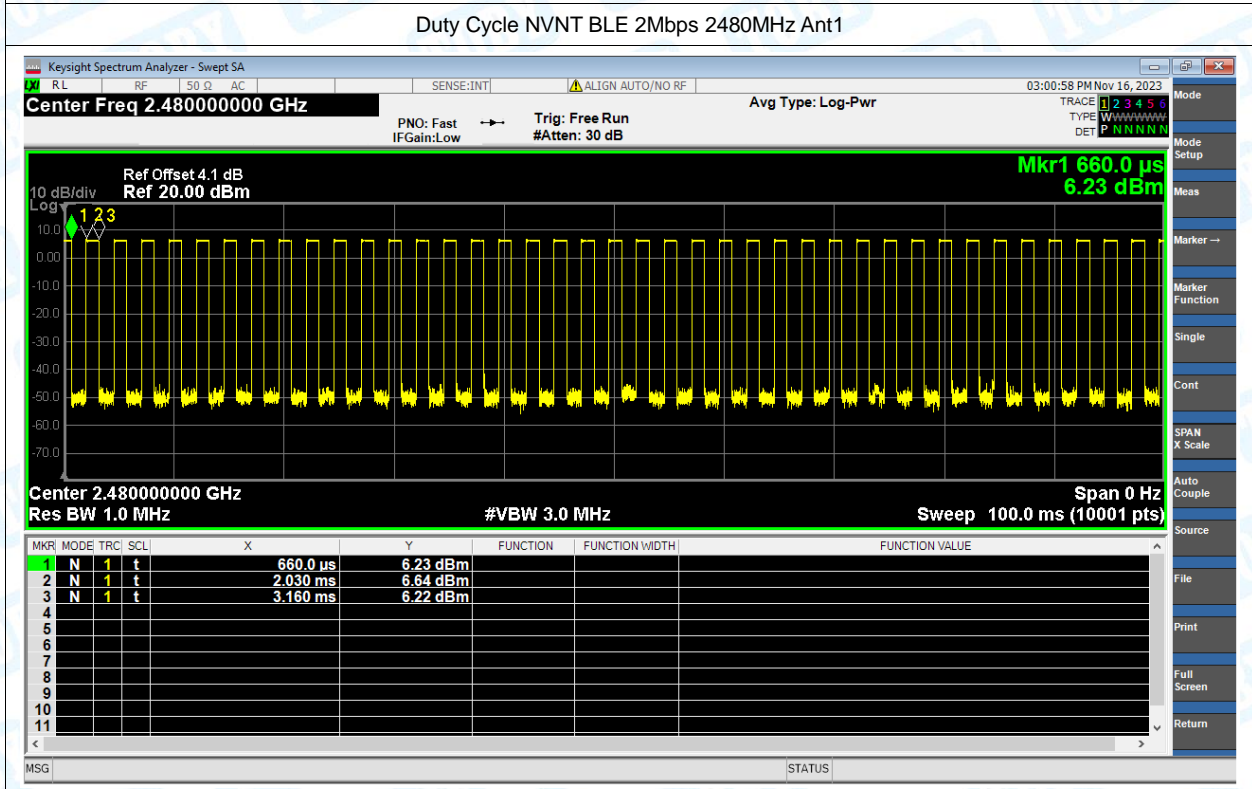 Duty Cycle NVNT BLE 2Mbps 2480MHz Ant1
Keysight Spectrum Analyzer - Swept SA
LXI RL RF 50 Ω AC SENSE:INT ALIGN AUTO/NO RF 03:00:58 PM Nov 16, 2023
Center Freq 2.480000000 GHz Avg Type: Log-Pwr TRACE 1 2 3 4 5 6
PNO: Fast Trig: Free Run TYPE WWWWWW
IFGain:Low #Atten: 30 dB DET P N N N N N
Ref Offset 4.1 dB Mkr1 660.0 µs
10 dB/div Ref 20.00 dBm 6.23 dBm
Log
1 2 3
10.0
0.00
-10.0
-20.0
-30.0
-40.0
-50.0
-60.0
-70.0
Center 2.480000000 GHz Span 0 Hz
Res BW 1.0 MHz #VBW 3.0 MHz Sweep 100.0 ms (10001 pts)
MKR MODE TRC SCL X Y FUNCTION FUNCTION WIDTH FUNCTION VALUE
1 N 1 t 660.0 µs 6.23 dBm
2 N 1 t 2.030 ms 6.64 dBm
3 N 1 t 3.160 ms 6.22 dBm
4
5
6
7
8
9
10
11
MSG STATUS
Mode
Mode
Setup
Meas
Marker→
Marker
Function
Single
Cont
SPAN
X Scale
Auto
Couple
Source
File
Print
Full
Screen
Return